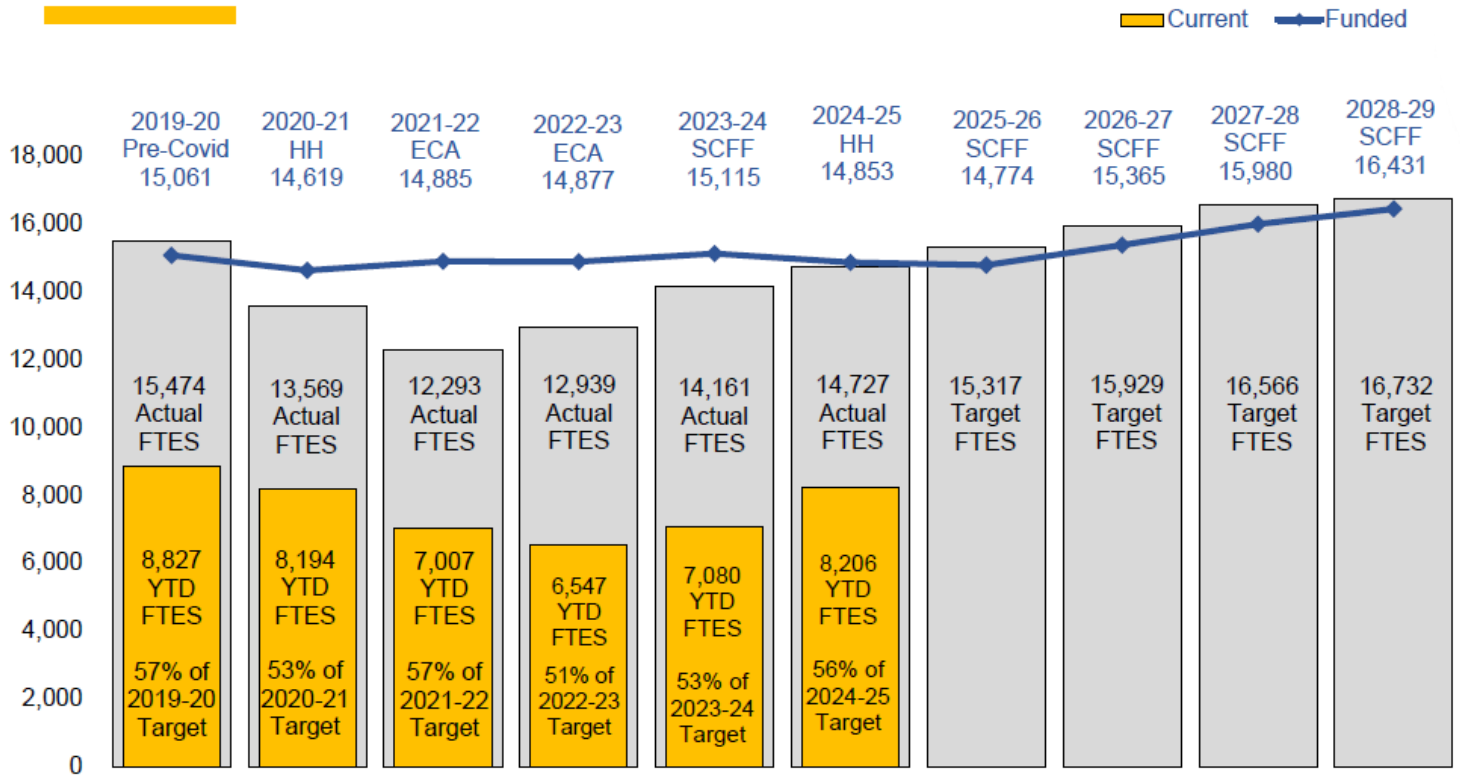 Current
Funded
2019-20
Pre-Covid
15,061
2020-21
HH
14,619
2021-22
ECA
14,885
2022-23
ECA
14,877
2023-24
SCFF
15,115
2024-25
HH
14,853
2025-26
SCFF
14,774
2026-27
SCFF
15,365
2027-28
SCFF
15,980
2028-29
SCFF
16,431
18,000
16,000
14,000
12,000
10,000
8,000
6,000
4,000
2,000
0
15,474
Actual
FTES
13,569
Actual
FTES
12,293
Actual
FTES
12,939
Actual
FTES
14,161
Actual
FTES
14,727
Actual
FTES
15,317
Target
FTES
15,929
Target
FTES
16,566
Target
FTES
16,732
Target
FTES
8,827
YTD
FTES
57% of
2019-20
Target
8,194
YTD
FTES
53% of
2020-21
Target
7,007
YTD
FTES
57% of
2021-22
Target
6,547
YTD
FTES
51% of
2022-23
Target
7,080
YTD
FTES
53% of
2023-24
Target
8,206
YTD
FTES
56% of
2024-25
Target